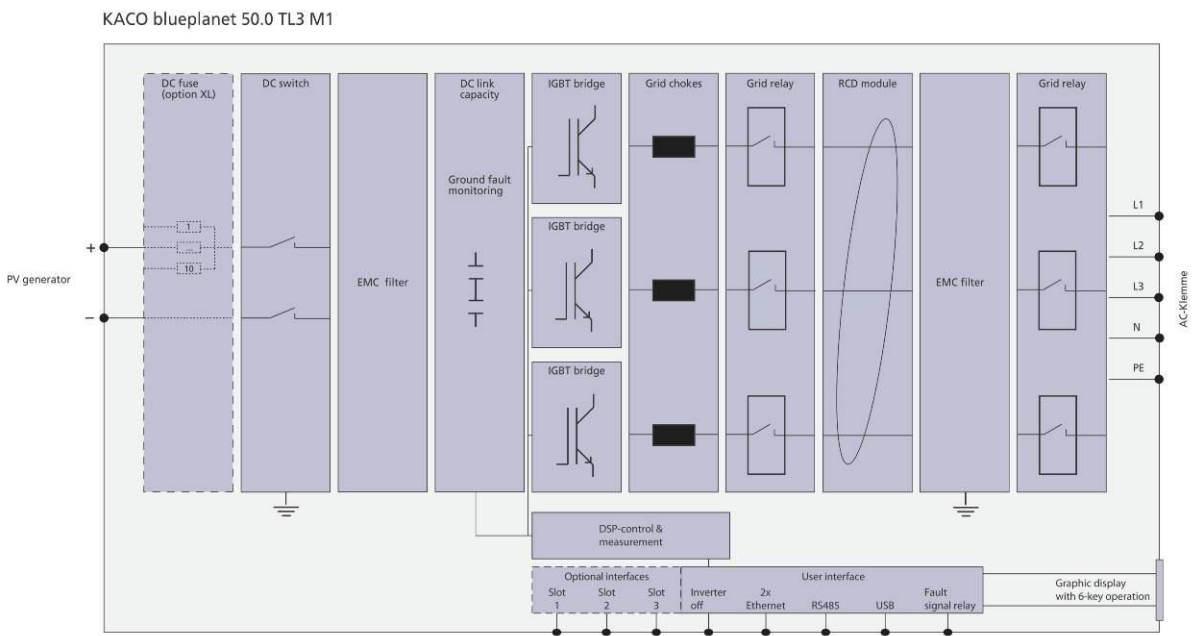 KACO blueplanet 50.0 TL3 M1
DC fuse
(option XL)
DC switch
DC link
capacity
IGBT bridge
Grid chokes
Grid relay
RCD module
Grid relay
Ground fault
monitoring
1
...
10
+
−
PV generator
EMC filter
IGBT bridge
IGBT bridge
EMC filter
L1
L2
L3
N
PE
AC-Klemme
DSP-control &
measurement
Optional interfaces
Slot
1
Slot
2
Slot
3
User interface
Inverter
off
2x
Ethernet
RS485
USB
Fault
signal relay
Graphic display
with 6-key operation